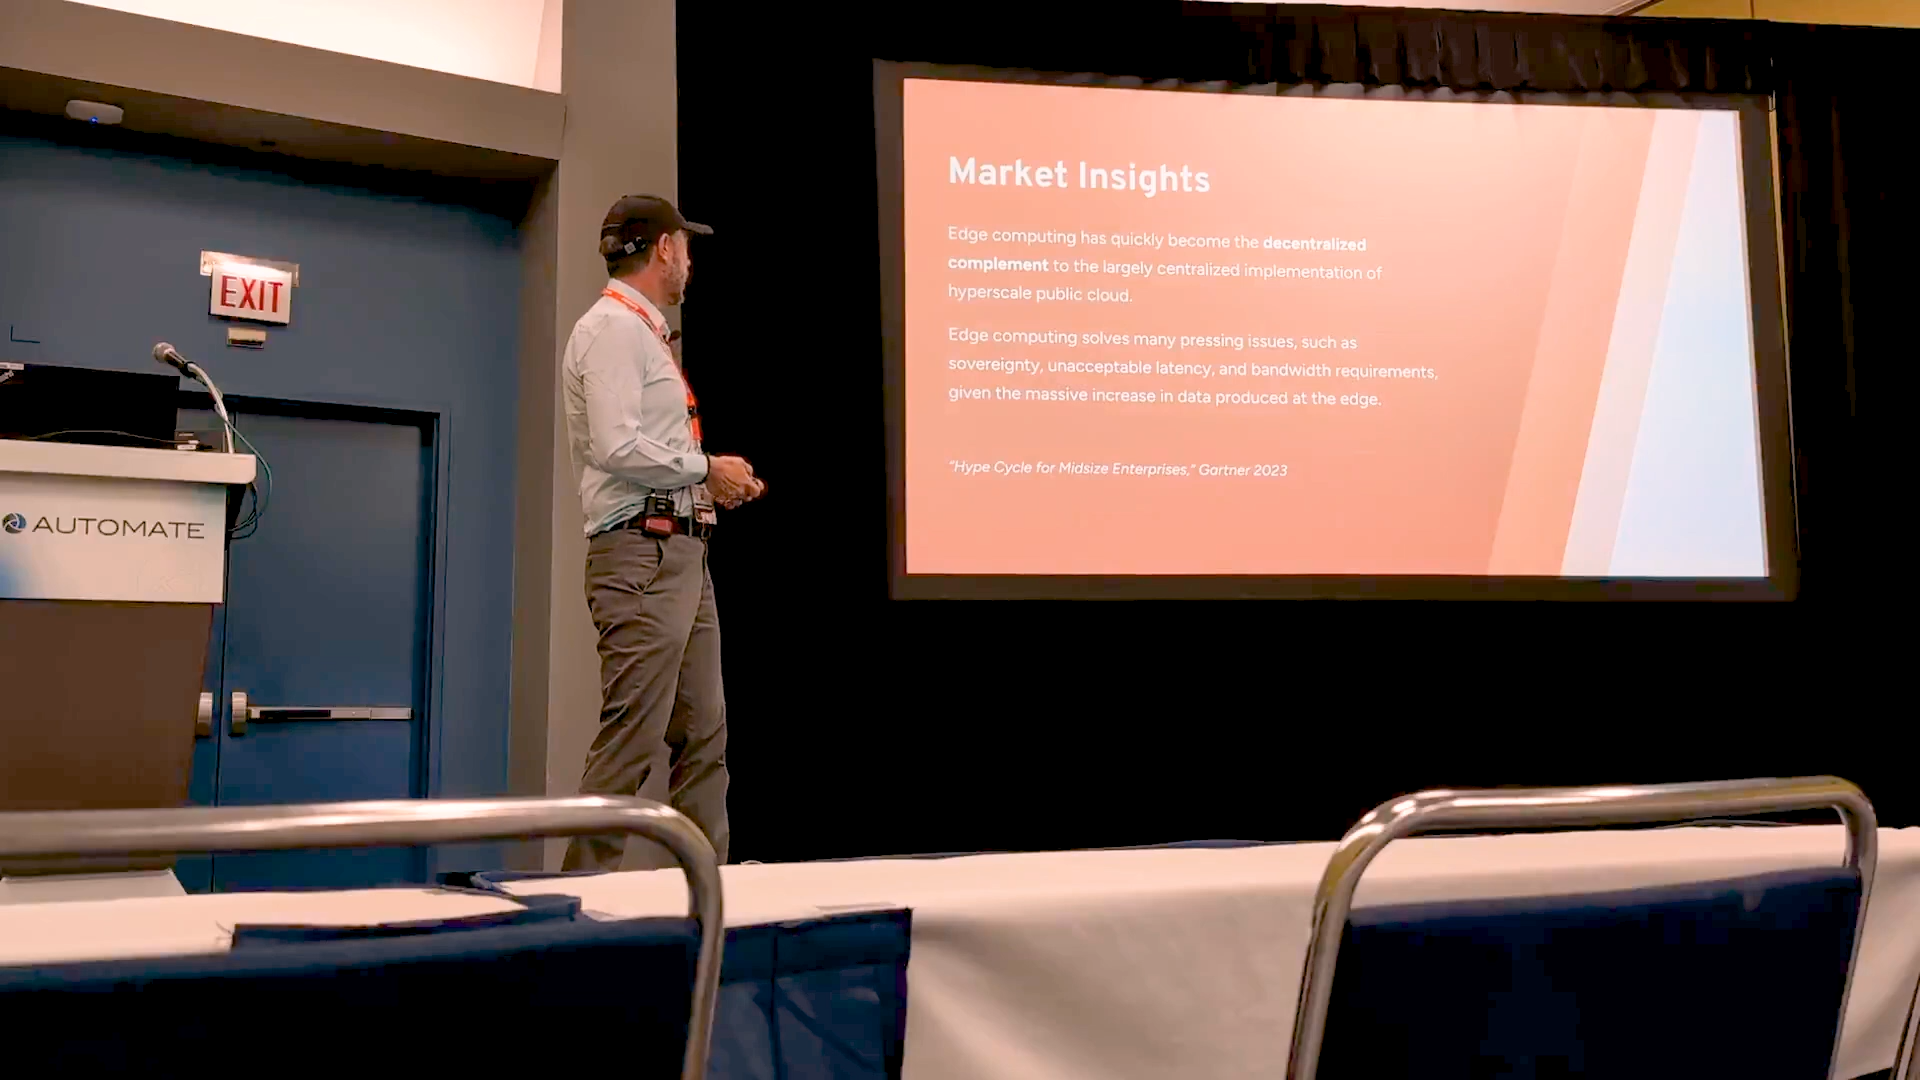 EXIT
AUTOMATE
Market Insights
Edge computing has quickly become the decentralized
complement to the largely centralized implementation of
hyperscale public cloud.
Edge computing solves many pressing issues, such as
sovereignty, unacceptable latency, and bandwidth requirements,
given the massive increase in data produced at the edge.
"Hype Cycle for Midsize Enterprises," Gartner 2023